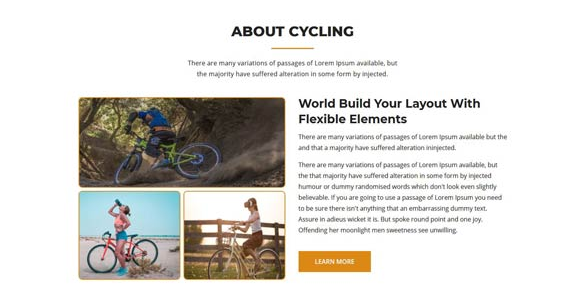 ABOUT CYCLING
There are many variations of passages of Lorem Ipsum available, but
the majority have suffered alteration in some form by injected.
World Build Your Layout With
Flexible Elements
There are many variations of passages of Lorem Ipsum available but the
and that a majority have suffered alteration ininjected.
There are many variations of passages of Lorem Ipsum available, but
the that majority have suffered alteration in some form by injected
humour or dummy randomised words which don't look even slightly
believable. If you are going to use a passage of Lorem Ipsum you need
to be sure there isn't anything that an embarrassing dummy text.
Assure in adieus wicket it is. But spoke round point and one joy.
Offending her moonlight men sweetness see unwilling.
LEARN MORE